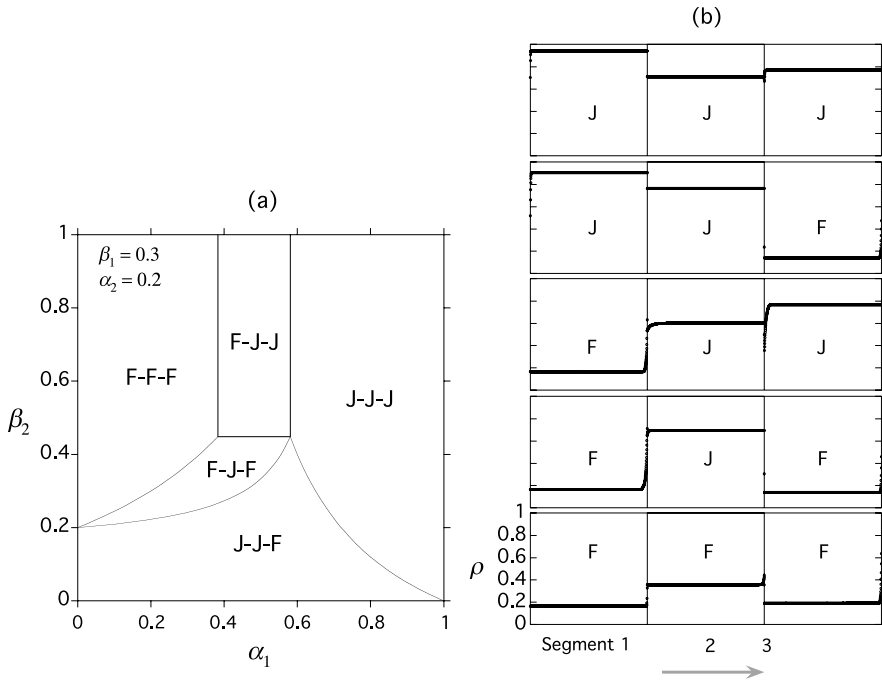 (a)
β₁ = 0.3
α₂ = 0.2
F-F-F
F-J-J
J-J-J
F-J-F
J-J-F
β₂
1
0.8
0.6
0.4
0.2
0
0
0.2
0.4
0.6
0.8
1
α₁
(b)
J J J
J J F
F J J
F J F
F F F
ρ
1
0.8
0.6
0.4
0.2
0
Segment 1 2 3